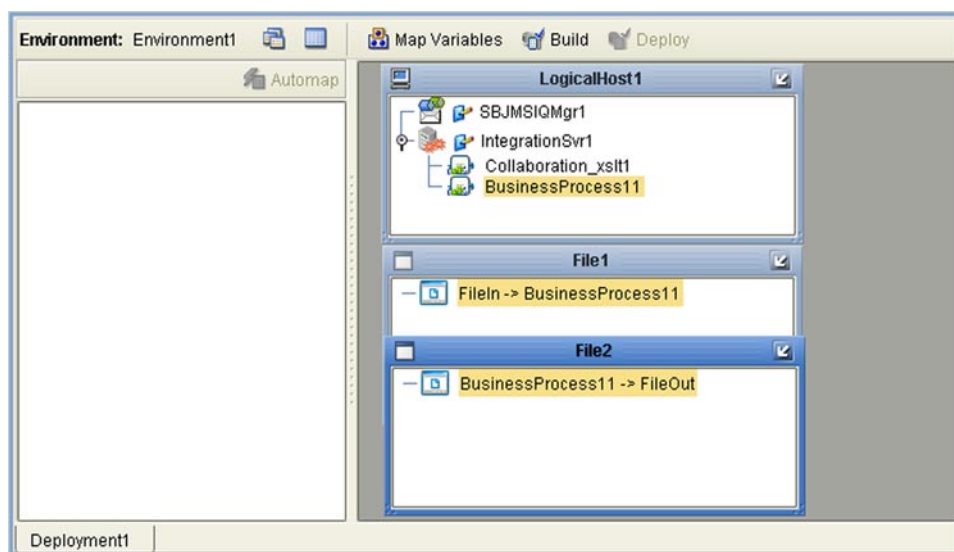 Environment: Environment1 Map Variables Build Deploy
Automap
LogicalHost1
SBJMSIQMgr1
IntegrationSvr1
Collaboration_xslt1
BusinessProcess11
File1
FileIn -> BusinessProcess11
File2
BusinessProcess11 -> FileOut
Deployment1